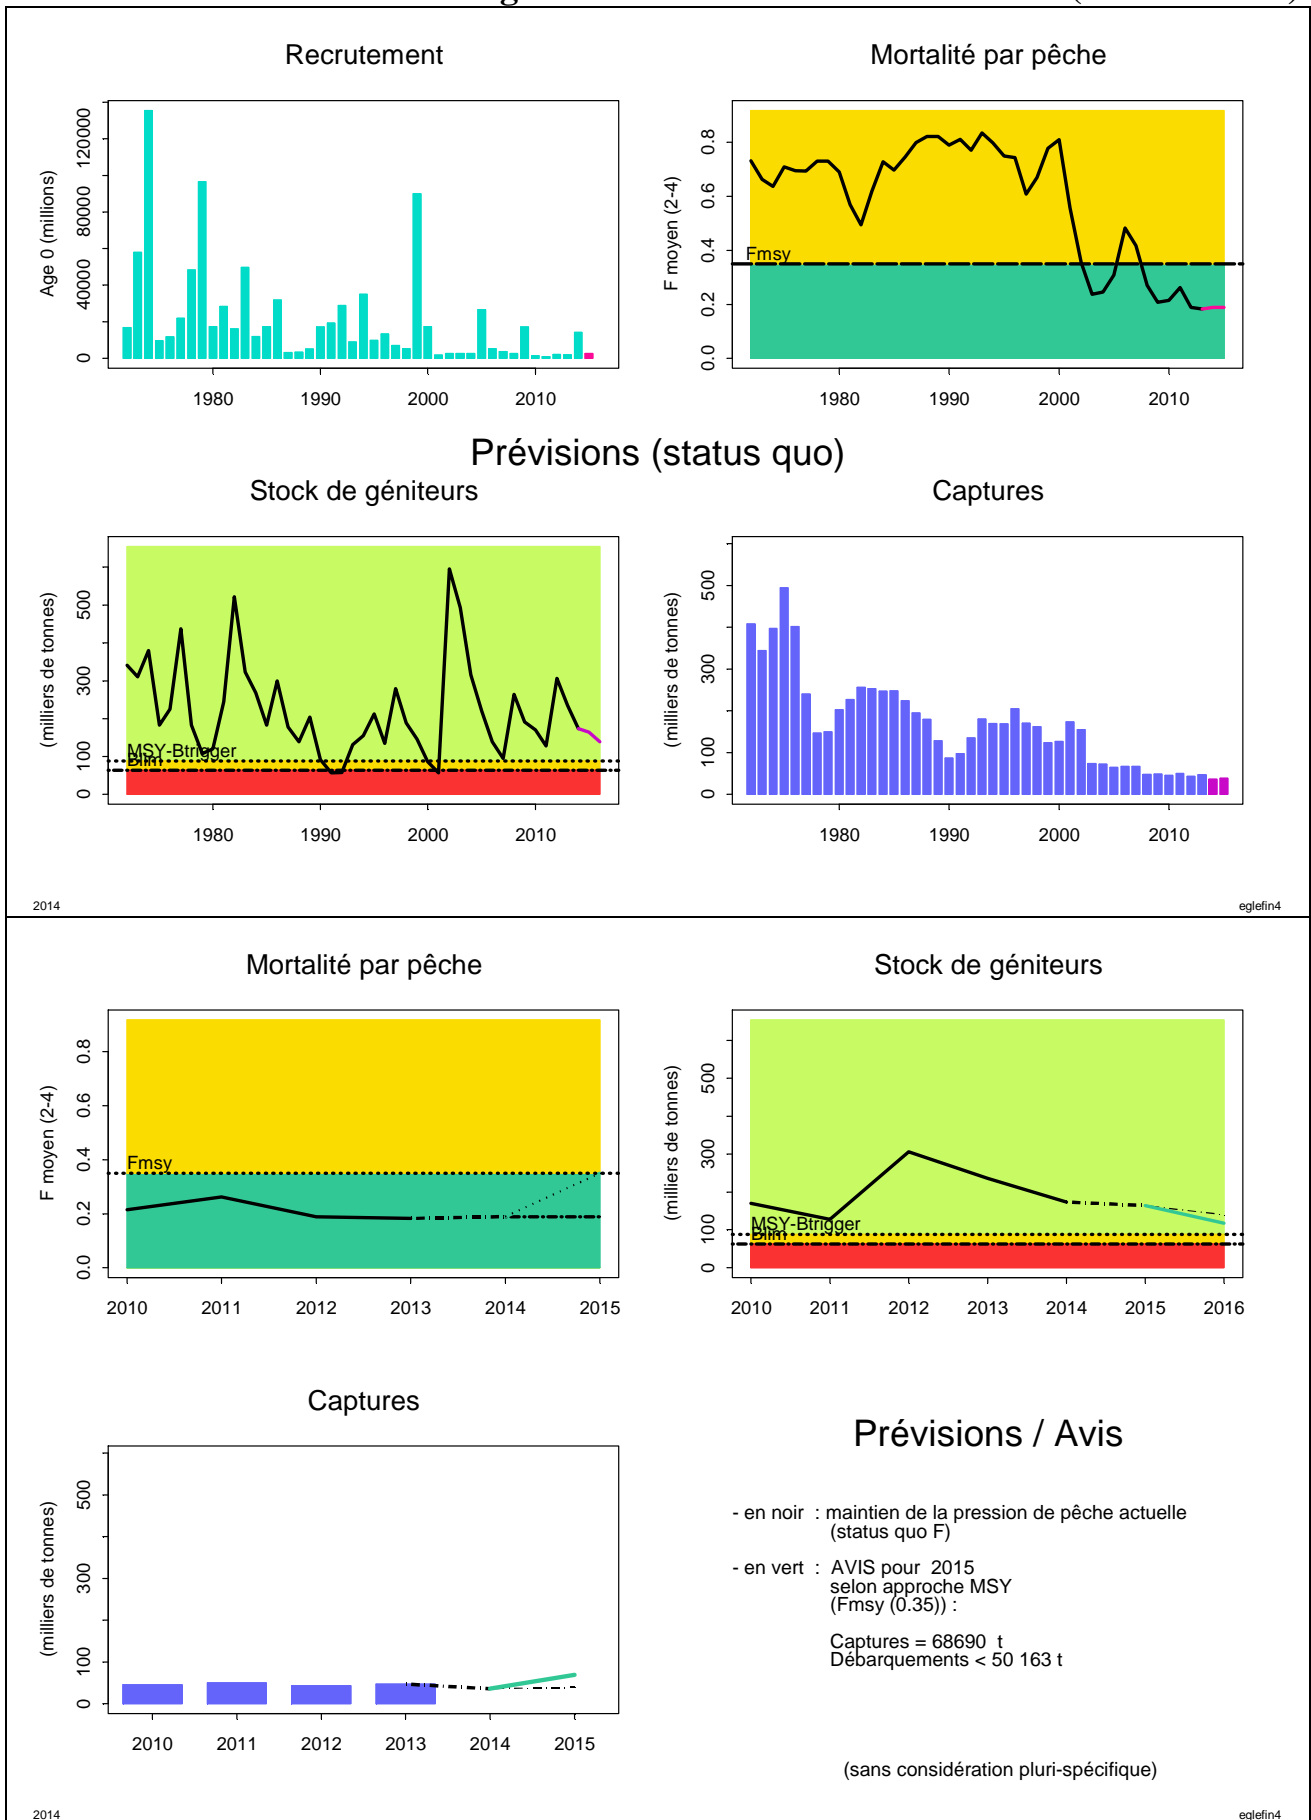 Recrutement
Age 0 (millions)
0 40000 80000 120000
1980 1990 2000 2010
Mortalité par pêche
F moyen (2-4)
0.0 0.2 0.4 0.6 0.8
Fmsy
1980 1990 2000 2010
Prévisions (status quo)
Stock de géniteurs
(milliers de tonnes)
0 100 300 500
MSY-Btrigger
Blim
1980 1990 2000 2010
Captures
(milliers de tonnes)
0 100 300 500
1980 1990 2000 2010
2014
eglefin4
Mortalité par pêche
F moyen (2-4)
0.0 0.2 0.4 0.6 0.8
Fmsy
2010 2011 2012 2013 2014 2015
Stock de géniteurs
(milliers de tonnes)
0 100 300 500
MSY-Btrigger
Blim
2010 2011 2012 2013 2014 2015 2016
Captures
(milliers de tonnes)
0 100 300 500
2010 2011 2012 2013 2014 2015
Prévisions / Avis
- en noir : maintien de la pression de pêche actuelle
(status quo F)
- en vert : AVIS pour 2015
selon approche MSY
(Fmsy (0.35)) :
Captures = 68690 t
Débarquements < 50 163 t
(sans considération pluri-spécifique)
2014
eglefin4